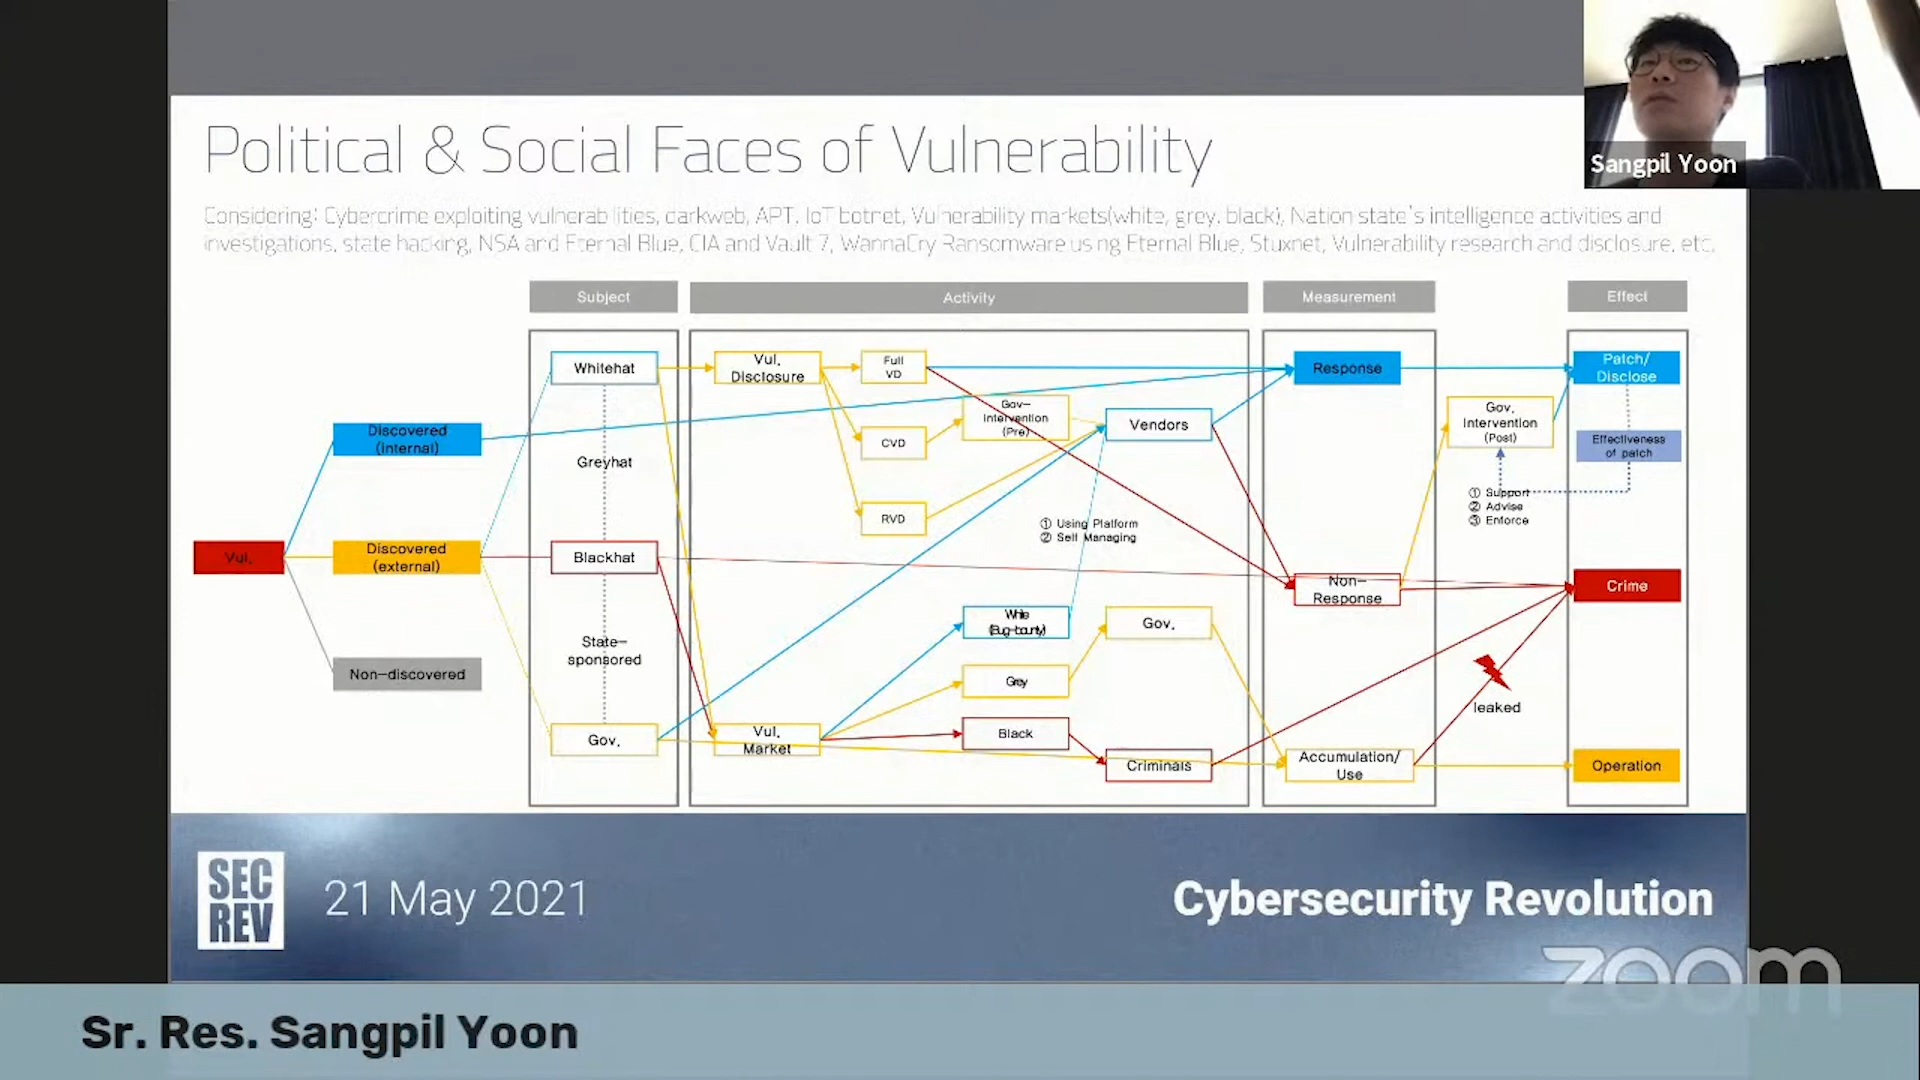 Sangpil Yoon
Political & Social Faces of Vulnerability
Considering: Cybercrime exploiting vulnerabilities, darkweb, APT, IoT botnet, Vulnerability markets(white, grey, black), Nation state's intelligence activities and
investigations, state hacking, NSA and Eternal Blue, CIA and Vault 7, WannaCry Ransomware using Eternal Blue, Stuxnet, Vulnerability research and disclosure, etc.
Subject
Activity
Measurement
Effect
Whitehat
Vul.
Disclosure
Full
VD
Response
Patch/
Disclose
Discovered
(internal)
Greyhat
CVD
Gov-
intervention
(Pre)
Vendors
Gov.
Intervention
(Post)
Effectiveness
of patch
RVD
① Using Platform
② Self Managing
① Support
② Advise
③ Enforce
Vul.
Discovered
(external)
Blackhat
Non-
Response
Crime
Non-discovered
State-
sponsored
White
(Bug-bounty)
Gov.
Grey
leaked
Gov.
Vul.
Market
Black
Criminals
Accumulation/
Use
Operation
SEC
REV
21 May 2021
Cybersecurity Revolution
zoom
Sr. Res. Sangpil Yoon